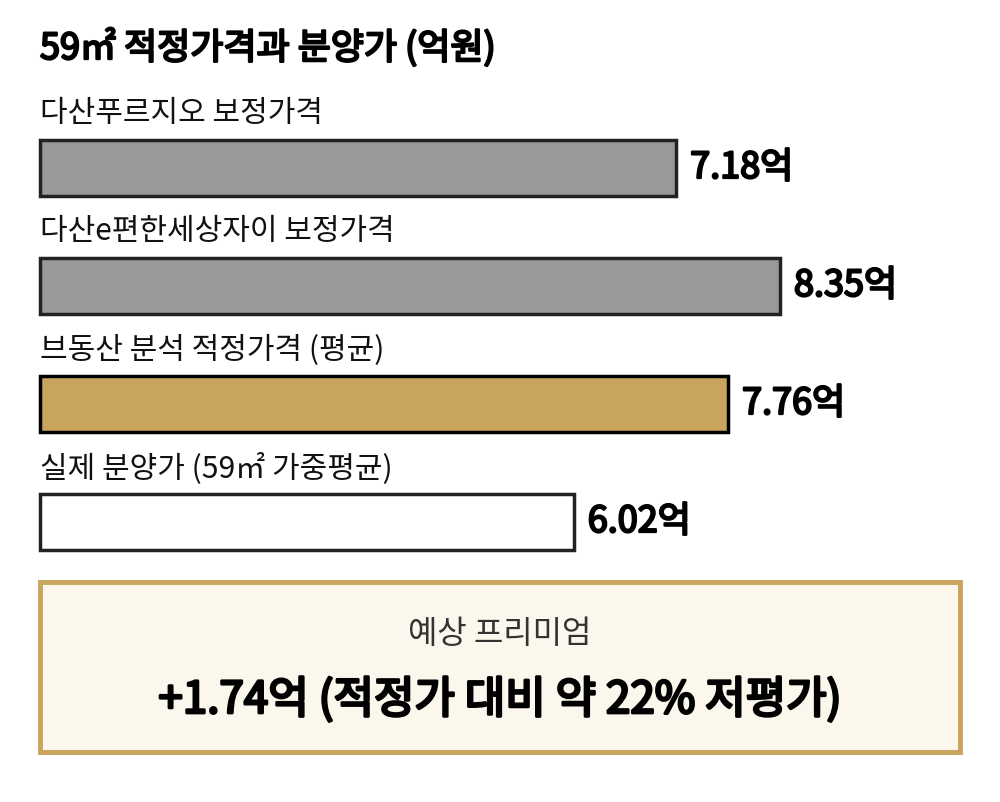 59㎡ 적정가격과 분양가 (억원)
다산푸르지오 보정가격
7.18억
다산e편한세상자이 보정가격
8.35억
브동산 분석 적정가격 (평균)
7.76억
실제 분양가 (59㎡ 가중평균)
6.02억
예상 프리미엄
+1.74억 (적정가 대비 약 22% 저평가)